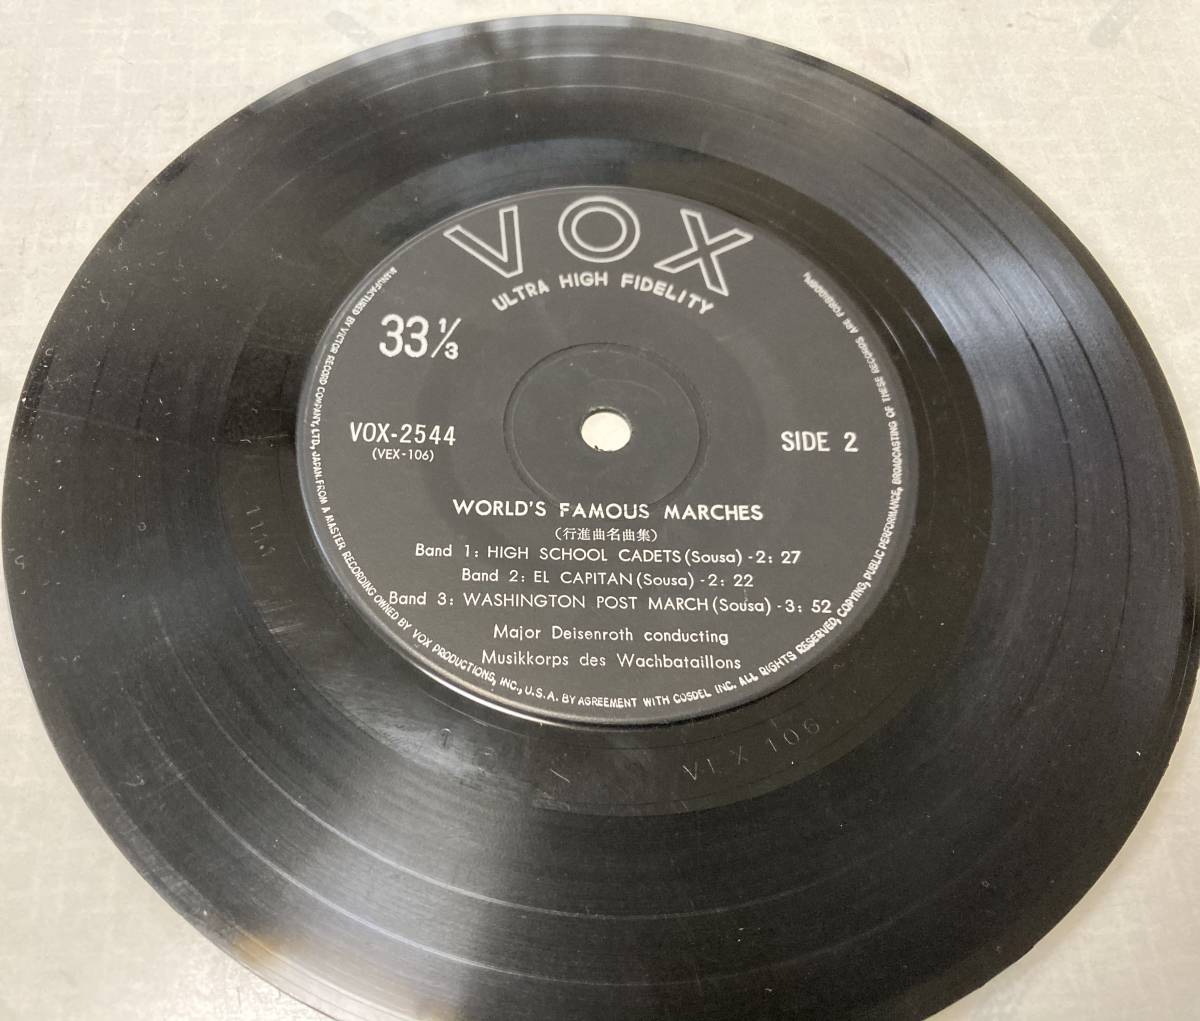 VOX
ULTRA HIGH FIDELITY
33 1/3
VOX-2544
(VEX-106)
SIDE 2
WORLD'S FAMOUS MARCHES
(行進曲名曲集)
Band 1: HIGH SCHOOL CADETS (Sousa) - 2: 27
Band 2: EL CAPITAN (Sousa) - 2: 22
Band 3: WASHINGTON POST MARCH (Sousa) - 3: 52
Major Deisenroth conducting
Musikkorps des Wachbataillons
MANUFACTURED BY VICTOR RECORD COMPANY, LTD., JAPAN. FROM A MASTER RECORDING OWNED BY VOX PRODUCTIONS, INC., U.S.A. BY AGREEMENT WITH COSDEL INC. ALL RIGHTS RESERVED, COPYING, PUBLIC PERFORMANCE, BROADCASTING OF THESE RECORDS ARE FORBIDDEN.
106